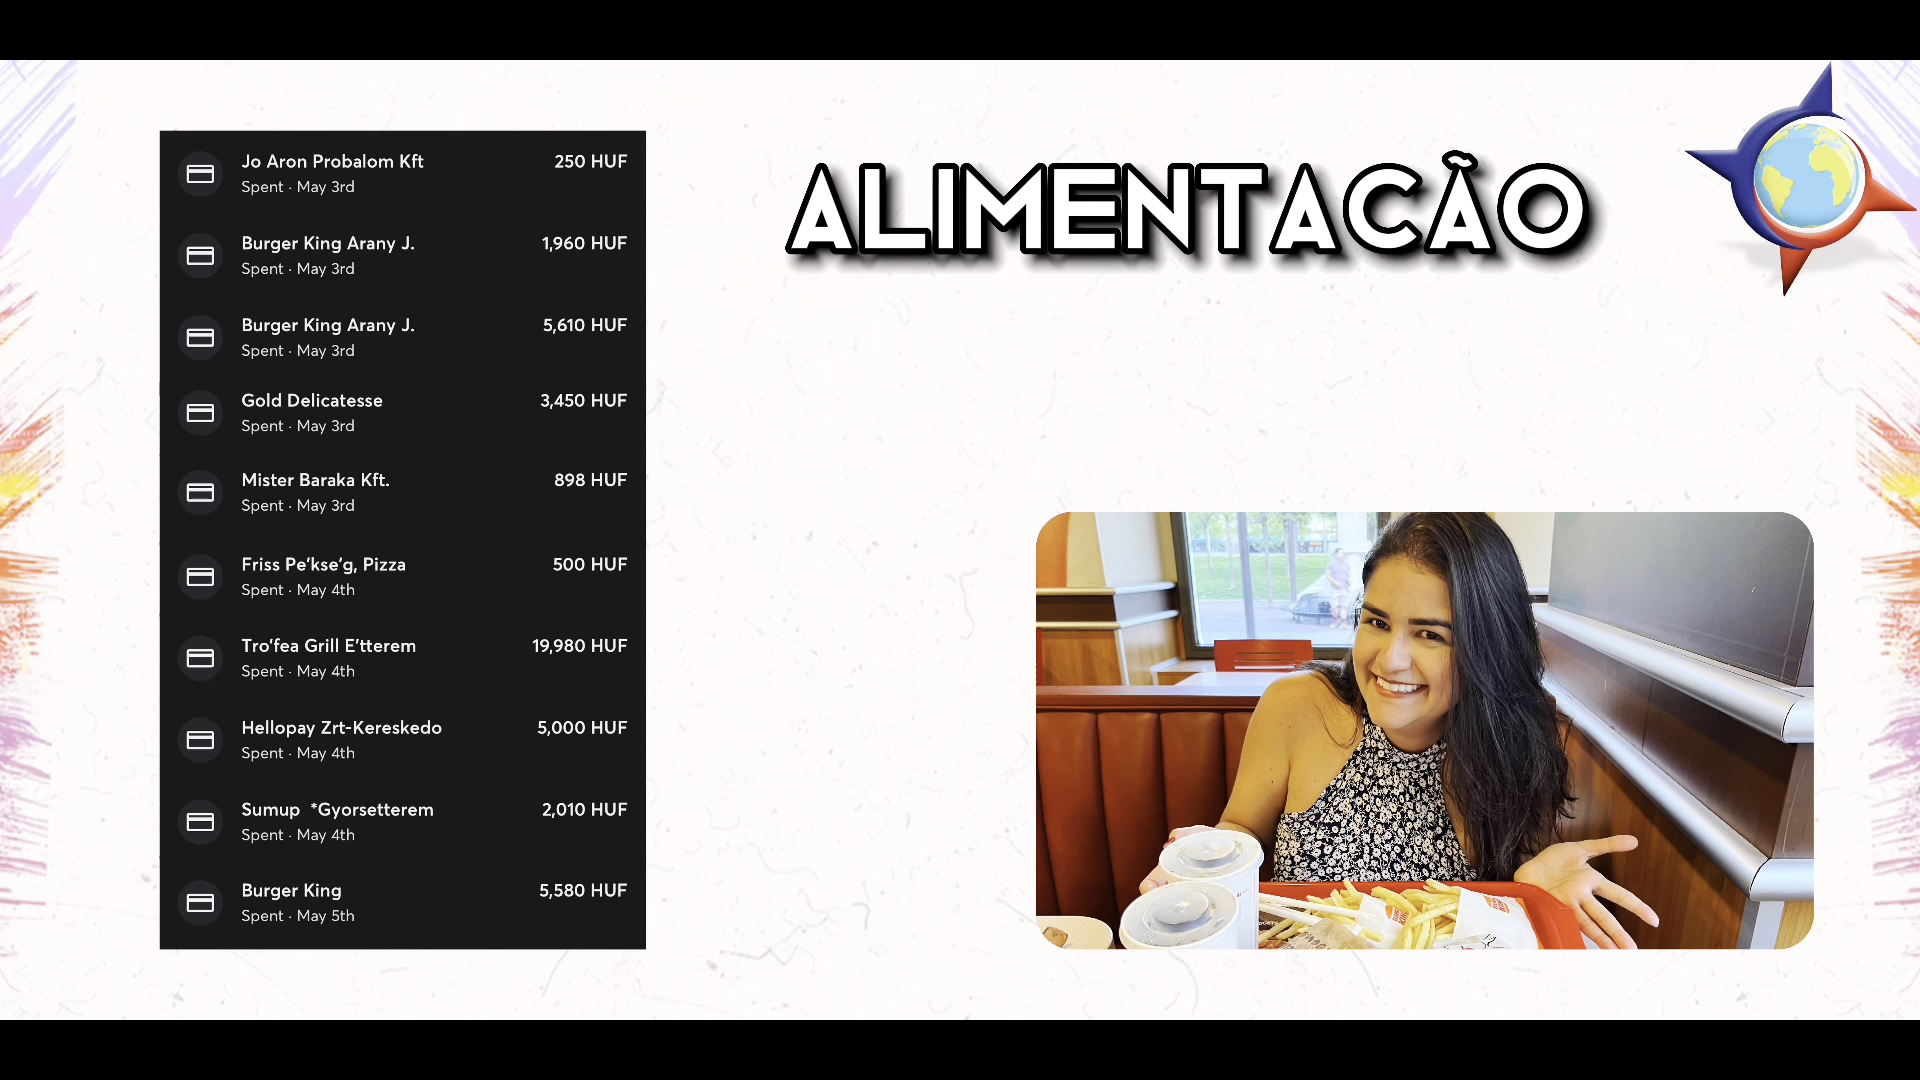 ALIMENTACÃO
Jo Aron Probalom Kft 250 HUF
Spent · May 3rd
Burger King Arany J. 1,960 HUF
Spent · May 3rd
Burger King Arany J. 5,610 HUF
Spent · May 3rd
Gold Delicatesse 3,450 HUF
Spent · May 3rd
Mister Baraka Kft. 898 HUF
Spent · May 3rd
Friss Pe'kse'g, Pizza 500 HUF
Spent · May 4th
Tro'fea Grill E'tterem 19,980 HUF
Spent · May 4th
Hellopay Zrt-Kereskedo 5,000 HUF
Spent · May 4th
Sumup *Gyorsetterem 2,010 HUF
Spent · May 4th
Burger King 5,580 HUF
Spent · May 5th